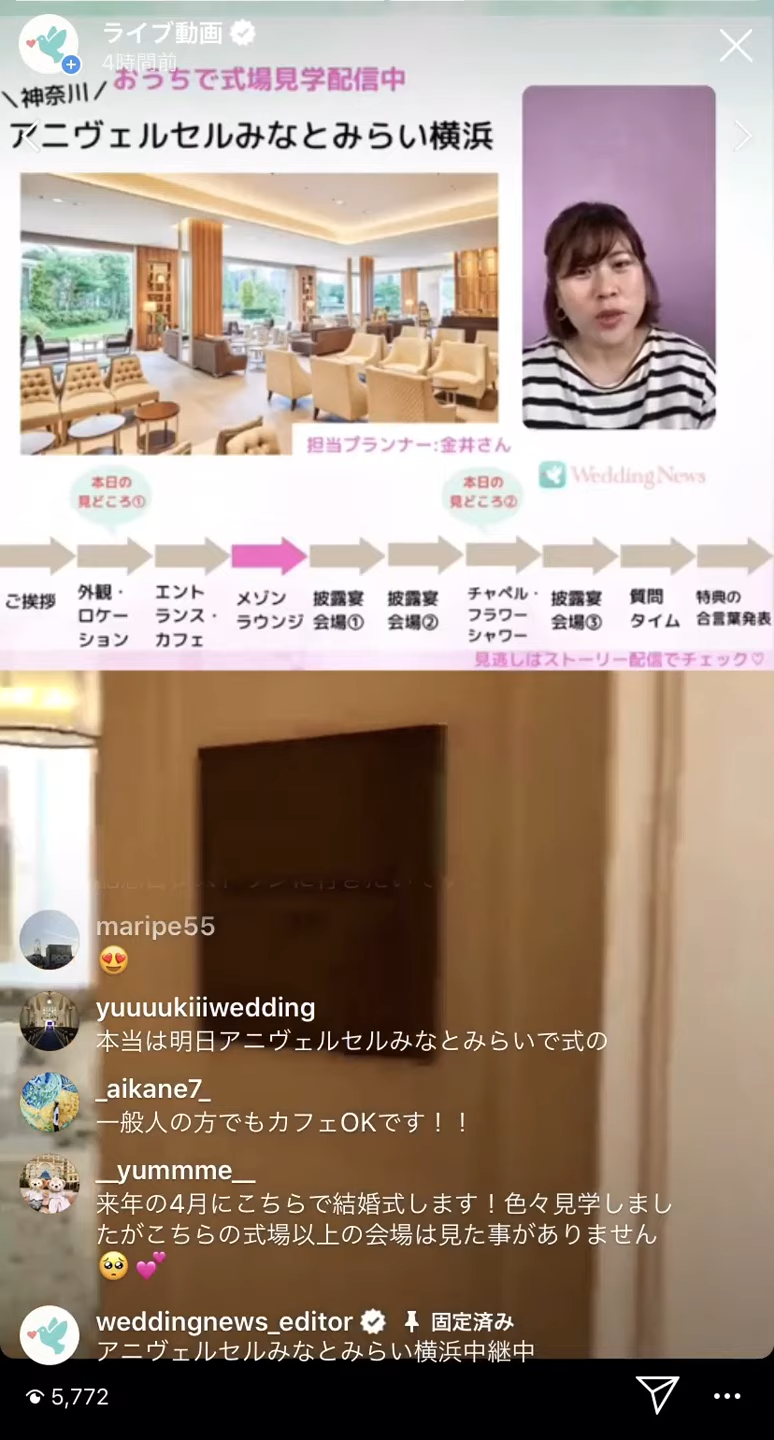 ライブ動画
4時間前
おうちで式場見学配信中
\神奈川/
アニヴェルセルみなとみらい横浜
担当プランナー:金井さん
WeddingNews
本日の
見どころ①
本日の
見どころ②
ご挨拶
外観・
ロケー
ション
エント
ランス・
カフェ
メゾン
ラウンジ
披露宴
会場①
披露宴
会場②
チャペル・
フラワー
シャワー
披露宴
会場③
質問
タイム
特典の
合言葉発表
見逃しはストーリー配信でチェック♡
maripe55
😍
yuuuukiiiwedding
本当は明日アニヴェルセルみなとみらいで式の
_aikane7_
一般人の方でもカフェOKです！！
__yummme__
来年の4月にこちらで結婚式します！色々見学しまし
たがこちらの式場以上の会場は見た事がありません
🥺💕
weddingnews_editor 固定済み
アニヴェルセルみなとみらい横浜中継中
5,772